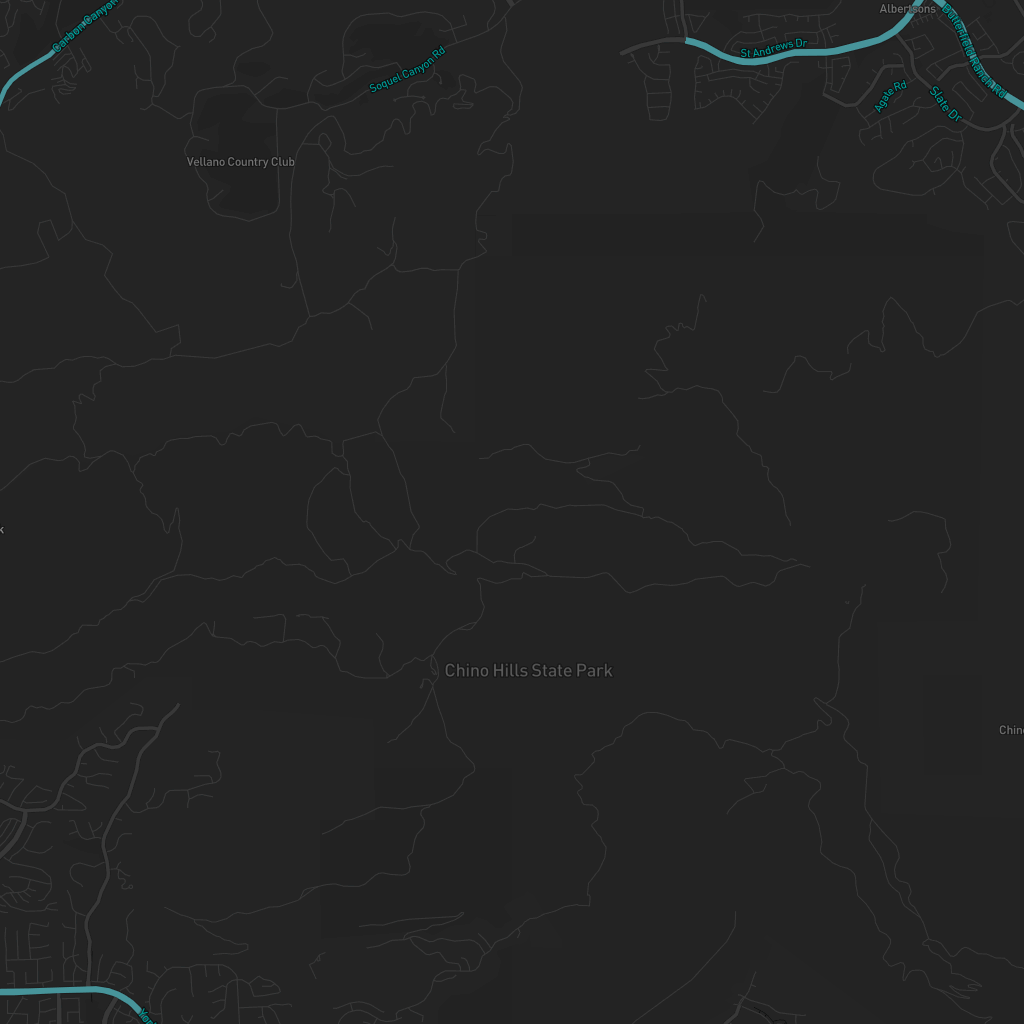 Albertsons
Carbon Canyon
Butterfield Ranch Rd
St Andrews Dr
Soquel Canyon Rd
Agate Rd
Slate Dr
Vellano Country Club
k
Chino Hills State Park
Chino
Yor